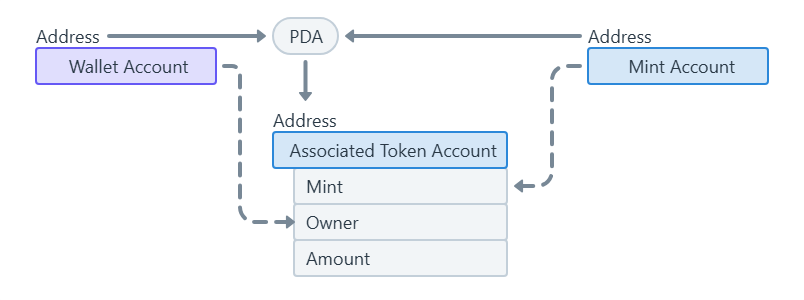 Address
PDA
Address
Wallet Account
Mint Account
Address
Associated Token Account
Mint
Owner
Amount